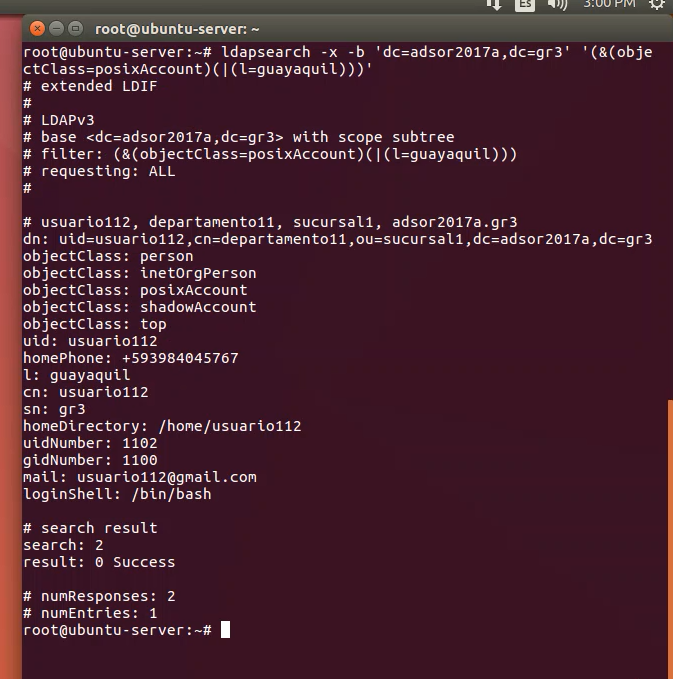 Es 3:00 PM
root@ubuntu-server: ~
root@ubuntu-server:~# ldapsearch -x -b 'dc=adsor2017a,dc=gr3' '(&(obje
ctClass=posixAccount)(|(l=guayaquil)))'
# extended LDIF
#
# LDAPv3
# base <dc=adsor2017a,dc=gr3> with scope subtree
# filter: (&(objectClass=posixAccount)(|(l=guayaquil)))
# requesting: ALL
#
# usuario112, departamento11, sucursal1, adsor2017a.gr3
dn: uid=usuario112,cn=departamento11,ou=sucursal1,dc=adsor2017a,dc=gr3
objectClass: person
objectClass: inetOrgPerson
objectClass: posixAccount
objectClass: shadowAccount
objectClass: top
uid: usuario112
homePhone: +593984045767
l: guayaquil
cn: usuario112
sn: gr3
homeDirectory: /home/usuario112
uidNumber: 1102
gidNumber: 1100
mail: usuario112@gmail.com
loginShell: /bin/bash
# search result
search: 2
result: 0 Success
# numResponses: 2
# numEntries: 1
root@ubuntu-server:~#